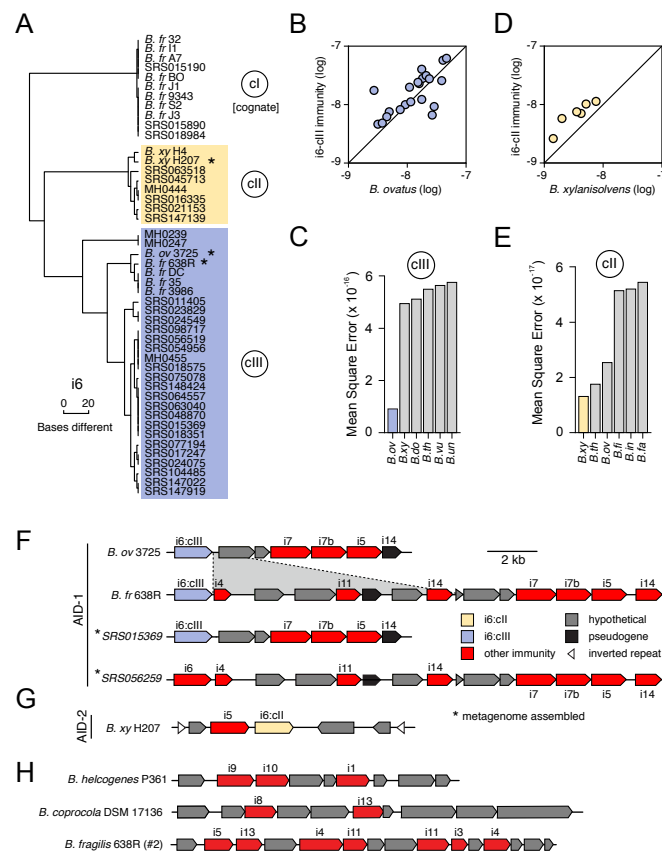 A
B. fr 32
B. fr I1
B. fr A7
SRS015190
B. fr BO
B. fr J1
B. fr 9343
B. fr S2
B. fr J3
SRS015890
SRS018984
cI
[cognate]
B. xy H4
B. xy H207 *
SRS063518
SRS045713
MH0444
SRS016335
SRS021153
SRS147139
cII
MH0239
MH0247
B. ov 3725 *
B. fr 638R *
B. fr DC
B. fr 35
B. fr 3986
SRS011405
SRS023829
SRS024549
SRS098717
SRS056519
SRS054956
MH0455
SRS018575
SRS075078
SRS148424
SRS064557
SRS063040
SRS048870
SRS015369
SRS018351
SRS077194
SRS017247
SRS024075
SRS104485
SRS147022
SRS147919
cIII
i6
0 20
Bases different
B
i6-cIII immunity (log)
-7
-8
-9
-9 -8 -7
B. ovatus (log)
D
i6-cII immunity (log)
-7
-8
-9
-9 -8 -7
B. xylanisolvens (log)
C
cIII
Mean Square Error (x 10⁻¹⁶)
6
4
2
0
B.ov
B.xy
B.do
B.th
B.vu
B.un
E
cII
Mean Square Error (x 10⁻¹⁷)
6
4
2
0
B.xy
B.th
B.ov
B.fi
B.in
B.fa
F
AID-1
i6:cIII i7 i7b i5 i14
B. ov 3725
2 kb
i6:cIII i4 i11 i14 i7 i7b i5 i14
B. fr 638R
i6:cIII i7 i7b i5 i14
* SRS015369
i6 i4 i11 i14
* SRS056259
i7 i7b i5 i14
i6:cII
i6:cIII
other immunity
hypothetical
pseudogene
inverted repeat
* metagenome assembled
G
AID-2
i5 i6:cII
B. xy H207
H
i9 i10 i1
B. helcogenes P361
i8 i13
B. coprocola DSM 17136
i5 i13 i4 i11 i11 i3 i4
B. fragilis 638R (#2)